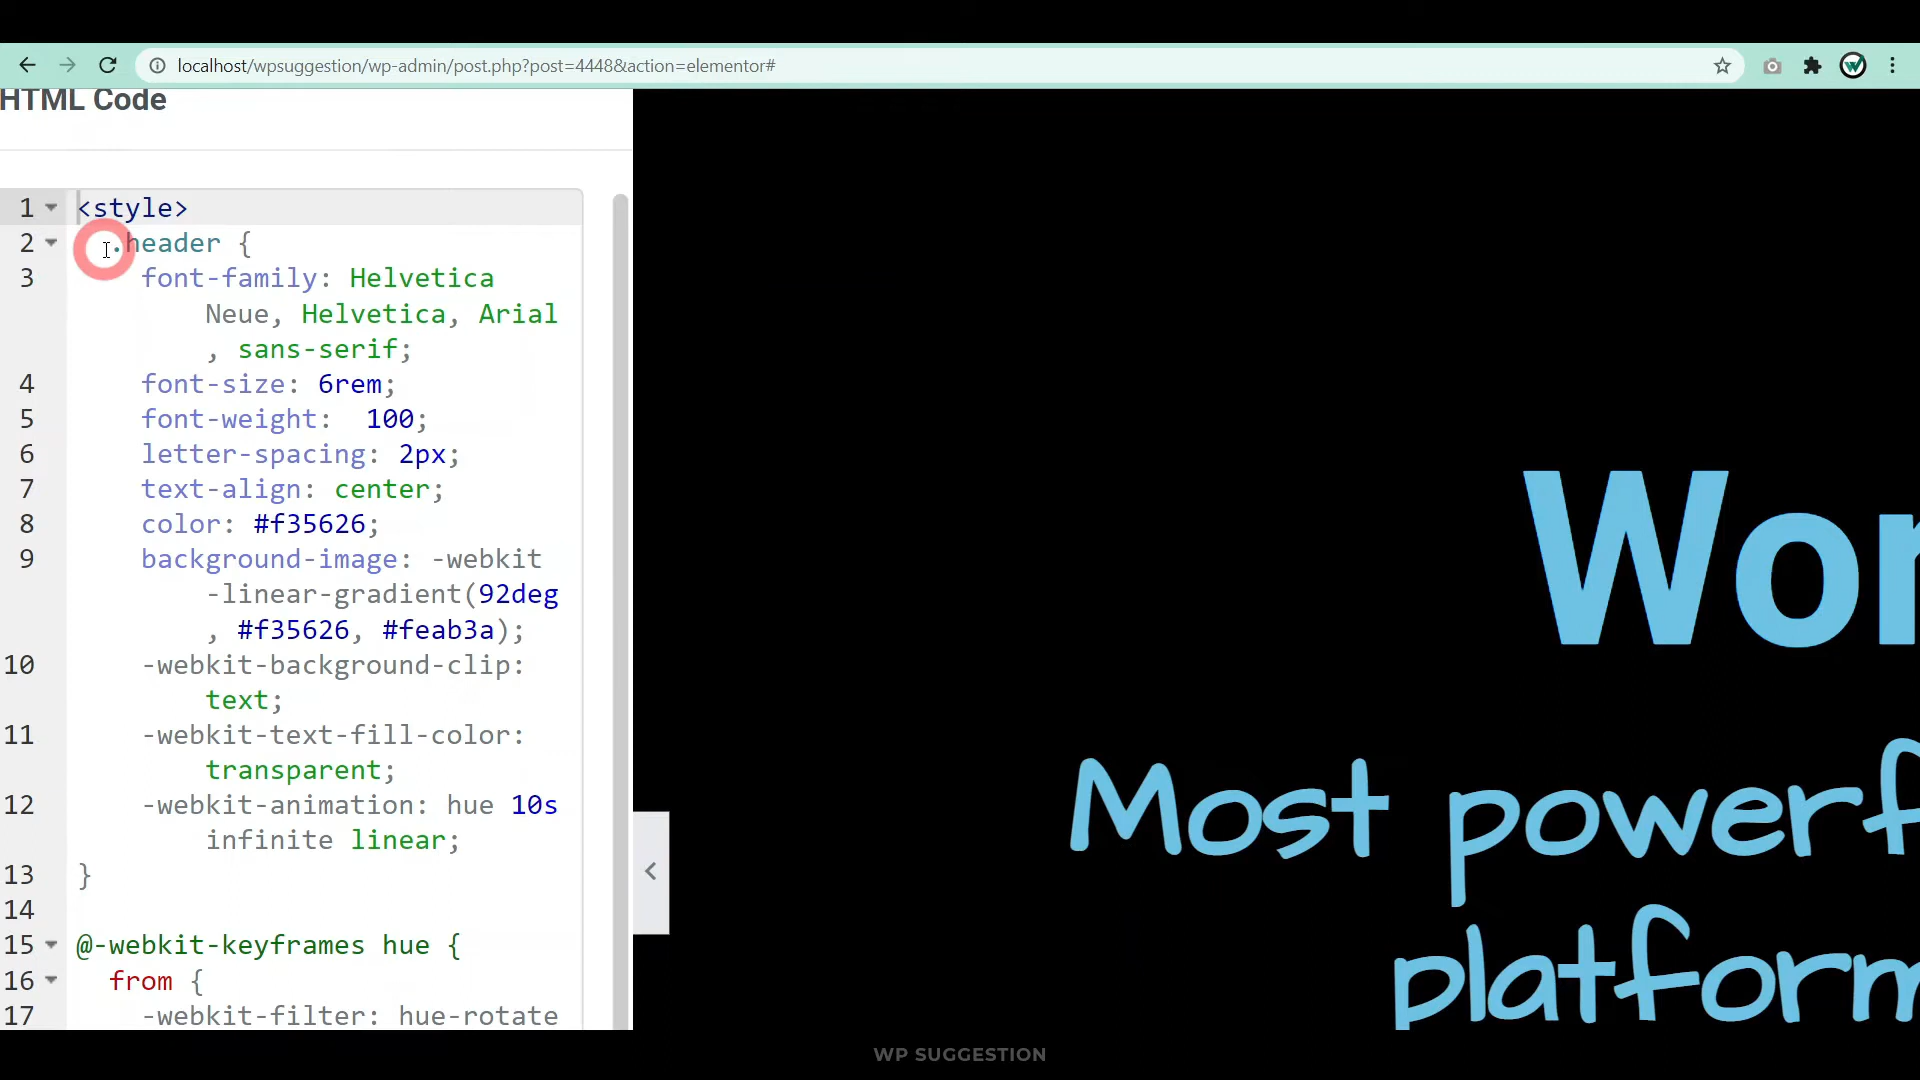 localhost/wpsuggestion/wp-admin/post.php?post=4448&action=elementor#
HTML Code
1 <style>
2 .header {
3 font-family: Helvetica
Neue, Helvetica, Arial
, sans-serif;
4 font-size: 6rem;
5 font-weight:  100;
6 letter-spacing: 2px;
7 text-align: center;
8 color: #f35626;
9 background-image: -webkit
-linear-gradient(92deg
, #f35626, #feab3a);
10 -webkit-background-clip:
text;
11 -webkit-text-fill-color:
transparent;
12 -webkit-animation: hue 10s
infinite linear;
13 }
14
15 @-webkit-keyframes hue {
16 from {
17 -webkit-filter: hue-rotate
Wor
Most powerf
platform
WP SUGGESTION